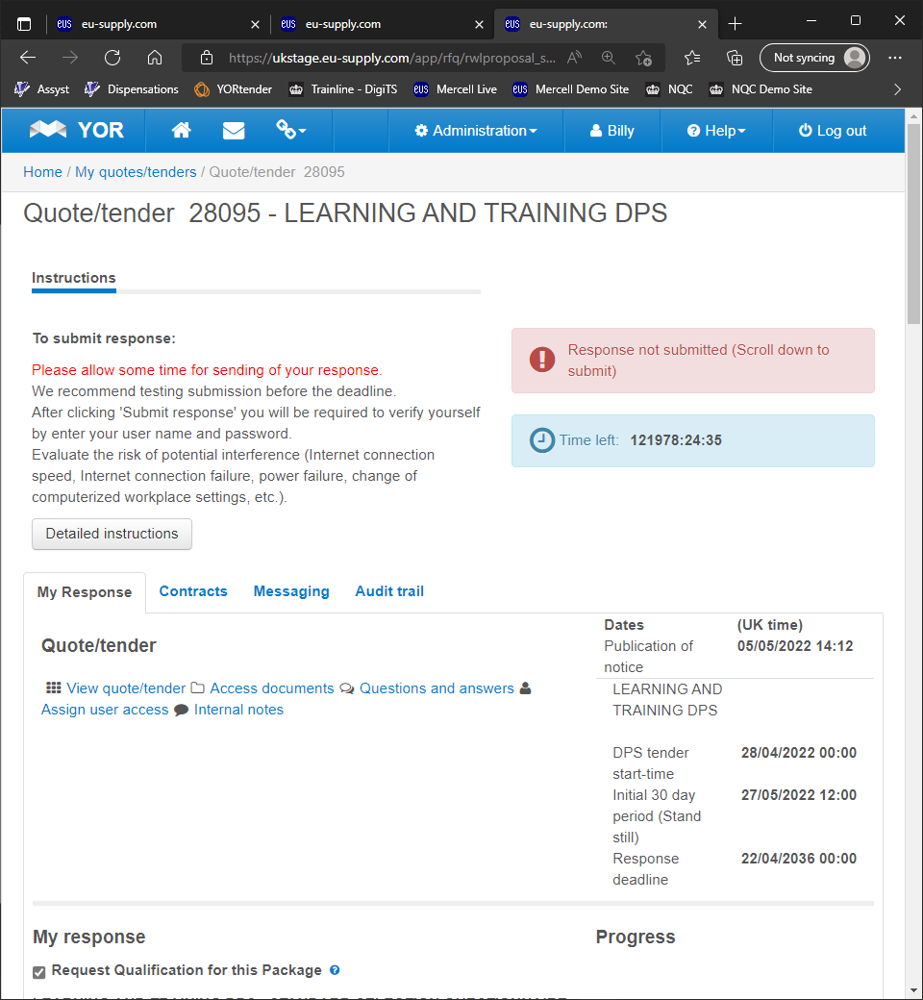 eu-supply.com
eu-supply.com
eu-supply.com:
https://ukstage.eu-supply.com/app/rfq/rwlproposal_s...
Not syncing
Assyst
Dispensations
YORtender
Trainline - DigiTS
Mercell Live
Mercell Demo Site
NQC
NQC Demo Site
YOR
Administration
Billy
Help
Log out
Home / My quotes/tenders / Quote/tender 28095
Quote/tender 28095 - LEARNING AND TRAINING DPS
Instructions
To submit response:
Please allow some time for sending of your response.
We recommend testing submission before the deadline.
After clicking 'Submit response' you will be required to verify yourself
by enter your user name and password.
Evaluate the risk of potential interference (Internet connection
speed, Internet connection failure, power failure, change of
computerized workplace settings, etc.).
Detailed instructions
Response not submitted (Scroll down to
submit)
Time left: 121978:24:35
My Response
Contracts
Messaging
Audit trail
Quote/tender
View quote/tender Access documents Questions and answers
Assign user access Internal notes
Dates (UK time)
Publication of 05/05/2022 14:12
notice
LEARNING AND
TRAINING DPS
DPS tender 28/04/2022 00:00
start-time
Initial 30 day 27/05/2022 12:00
period (Stand
still)
Response 22/04/2036 00:00
deadline
My response
Progress
Request Qualification for this Package